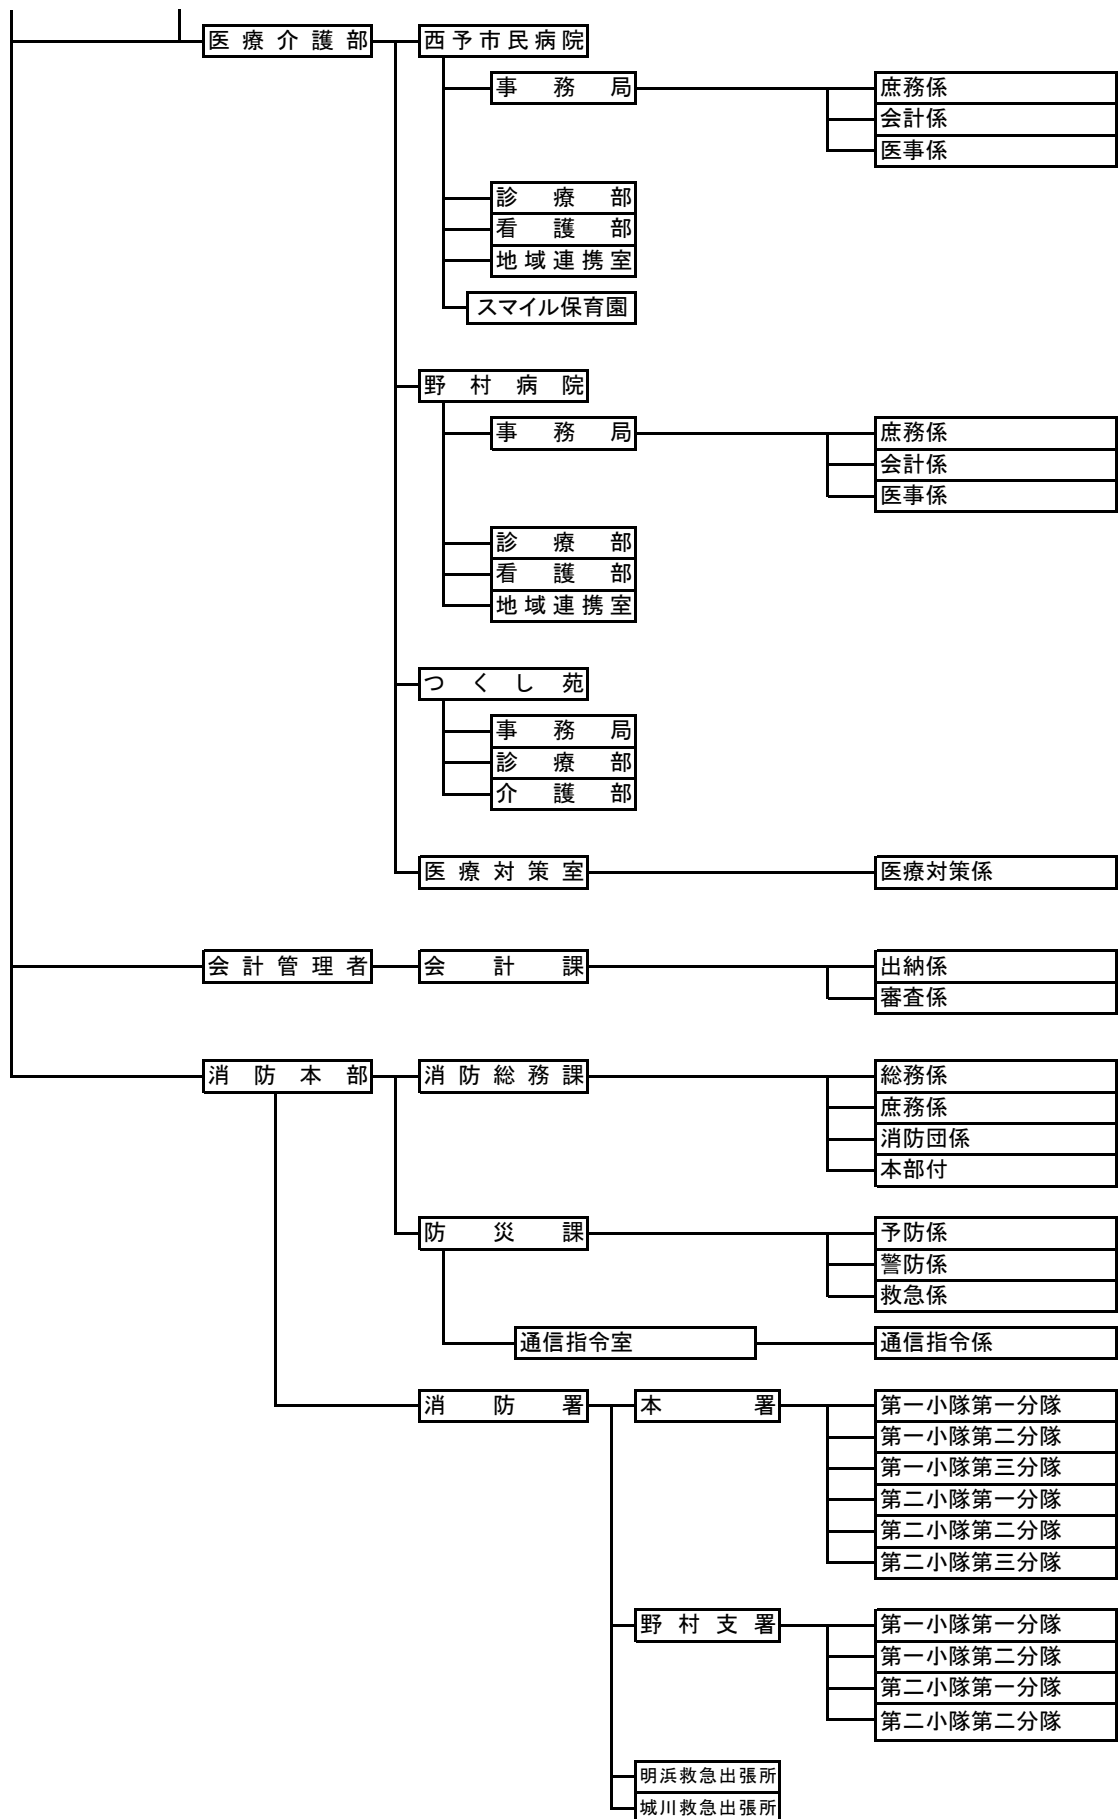 医療介護部 西予市民病院
事務局 庶務係
会計係
医事係
診療部
看護部
地域連携室
スマイル保育園
野村病院
事務局 庶務係
会計係
医事係
診療部
看護部
地域連携室
つくし苑
事務局
診療部
介護部
医療対策室 医療対策係
会計管理者 会計課 出納係
審査係
消防本部 消防総務課 総務係
庶務係
消防団係
本部付
防災課 予防係
警防係
救急係
通信指令室 通信指令係
消防署 本署 第一小隊第一分隊
第一小隊第二分隊
第一小隊第三分隊
第二小隊第一分隊
第二小隊第二分隊
第二小隊第三分隊
野村支署 第一小隊第一分隊
第一小隊第二分隊
第二小隊第一分隊
第二小隊第二分隊
明浜救急出張所
城川救急出張所